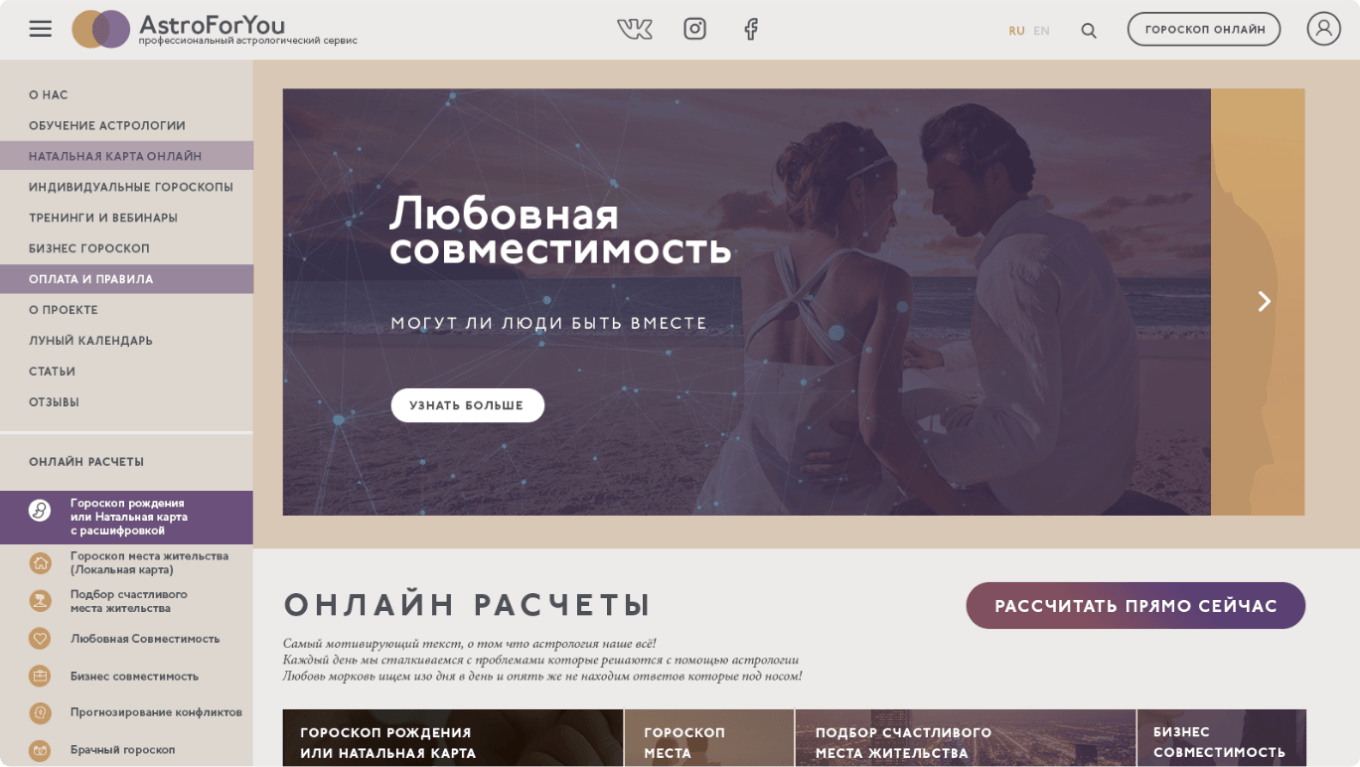 AstroForYou
профессиональный астрологический сервис
RU EN
ГОРОСКОП ОНЛАЙН
О НАС
ОБУЧЕНИЕ АСТРОЛОГИИ
НАТАЛЬНАЯ КАРТА ОНЛАЙН
ИНДИВИДУАЛЬНЫЕ ГОРОСКОПЫ
ТРЕНИНГИ И ВЕБИНАРЫ
БИЗНЕС ГОРОСКОП
ОПЛАТА И ПРАВИЛА
О ПРОЕКТЕ
ЛУНЫЙ КАЛЕНДАРЬ
СТАТЬИ
ОТЗЫВЫ
ОНЛАЙН РАСЧЕТЫ
Гороскоп рождения
или Натальная карта
с расшифровкой
Гороскоп места жительства
(Локальная карта)
Подбор счастливого
места жительства
Любовная Совместимость
Бизнес совместимость
Прогнозирование конфликтов
Брачный гороскоп
Любовная
совместимость
МОГУТ ЛИ ЛЮДИ БЫТЬ ВМЕСТЕ
УЗНАТЬ БОЛЬШЕ
ОНЛАЙН РАСЧЕТЫ
РАССЧИТАТЬ ПРЯМО СЕЙЧАС
Самый мотивирующий текст, о том что астрология наше всё!
Каждый день мы сталкиваемся с проблемами которые решаются с помощью астрологии
Любовь морковь ищем изо дня в день и опять же не находим ответов которые под носом!
ГОРОСКОП РОЖДЕНИЯ
ИЛИ НАТАЛЬНАЯ КАРТА
ГОРОСКОП
МЕСТА
ПОДБОР СЧАСТЛИВОГО
МЕСТА ЖИТЕЛЬСТВА
БИЗНЕС
СОВМЕСТИМОСТЬ